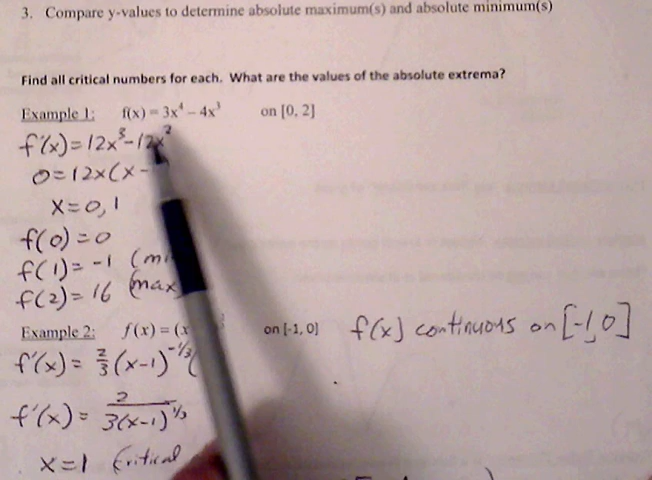 3. Compare y-values to determine absolute maximum(s) and absolute minimum(s)
Find all critical numbers for each. What are the values of the absolute extrema?
Example 1: f(x) = 3x⁴ – 4x³ on [0, 2]
f'(x) = 12x³ - 12x²
0 = 12x(x -
x = 0, 1
f(0) = 0
f(1) = -1 (mi
f(2) = 16 (max
Example 2: f(x) = (x on [-1, 0] f(x) continuous on [-1, 0]
f'(x) = 2/3 (x-1)^-1/3 (
f'(x) = 2/3(x-1)^1/3
x = 1 Critical